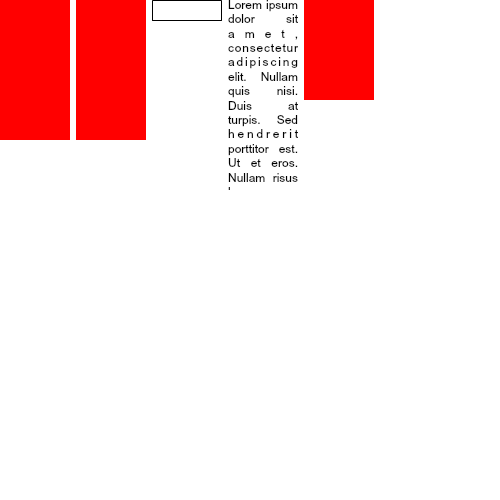 Lorem ipsum
dolor sit
amet,
consectetur
adipiscing
elit. Nullam
quis nisi.
Duis at
turpis. Sed
hendrerit
porttitor est.
Ut et eros.
Nullam risus